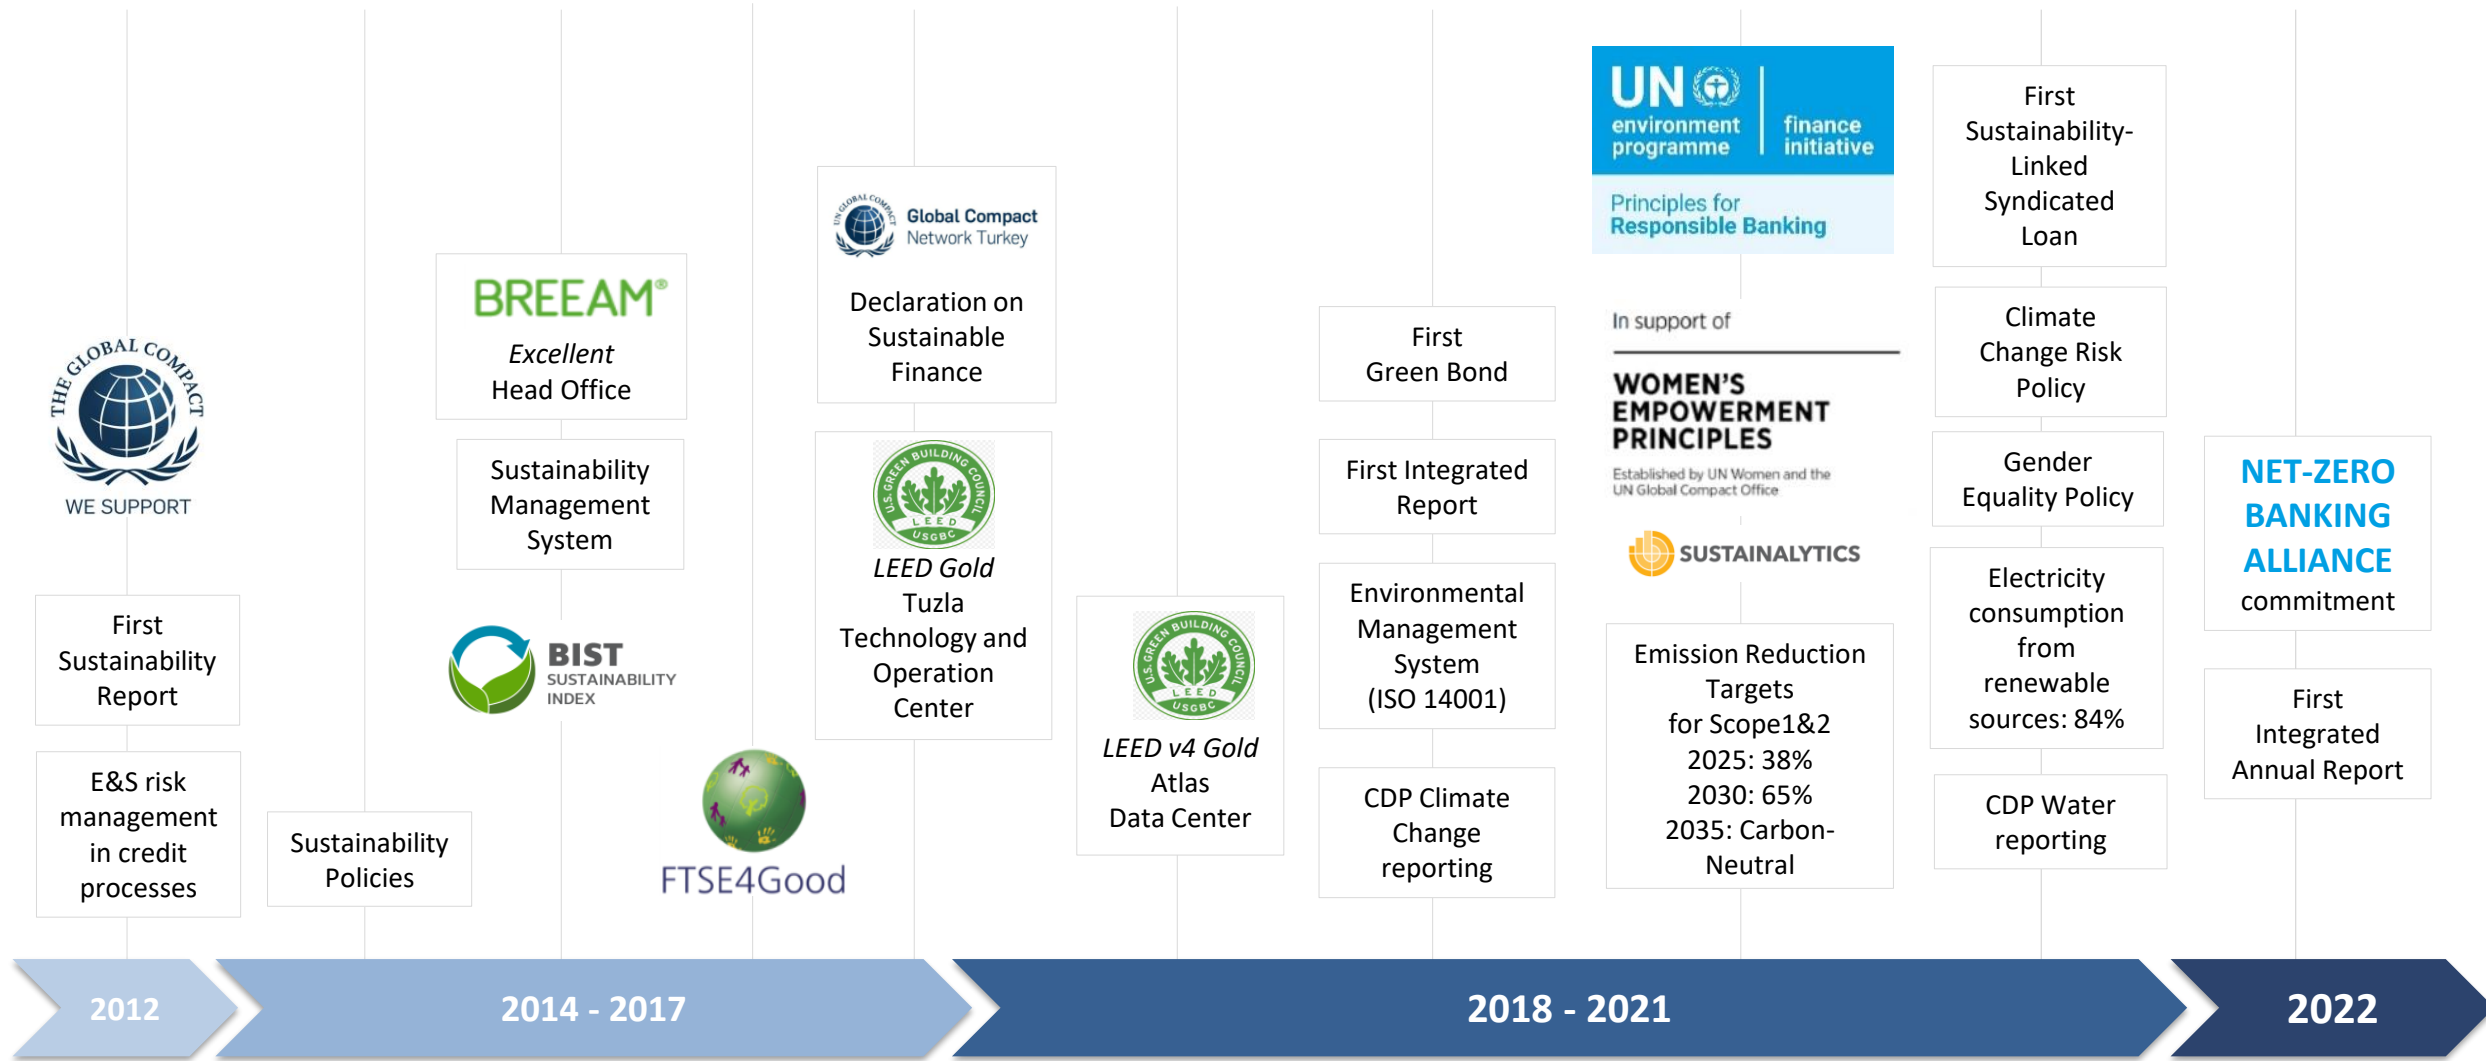 THE GLOBAL COMPACT
WE SUPPORT
First
Sustainability
Report
E&S risk
management
in credit
processes
Sustainability
Policies
BREEAM®
Excellent
Head Office
Sustainability
Management
System
BIST
SUSTAINABILITY
INDEX
FTSE4Good
UN GLOBAL COMPACT
Global Compact
Network Turkey
Declaration on
Sustainable
Finance
U.S. GREEN BUILDING COUNCIL
LEED
USGBC
LEED Gold
Tuzla
Technology and
Operation
Center
U.S. GREEN BUILDING COUNCIL
LEED
USGBC
LEED v4 Gold
Atlas
Data Center
First
Green Bond
First Integrated
Report
Environmental
Management
System
(ISO 14001)
CDP Climate
Change
reporting
UN
environment
programme
finance
initiative
Principles for
Responsible Banking
In support of
WOMEN'S
EMPOWERMENT
PRINCIPLES
Established by UN Women and the
UN Global Compact Office
SUSTAINALYTICS
Emission Reduction
Targets
for Scope1&2
2025: 38%
2030: 65%
2035: Carbon-
Neutral
First
Sustainability-
Linked
Syndicated
Loan
Climate
Change Risk
Policy
Gender
Equality Policy
Electricity
consumption
from
renewable
sources: 84%
CDP Water
reporting
NET-ZERO
BANKING
ALLIANCE
commitment
First
Integrated
Annual Report
2012
2014 - 2017
2018 - 2021
2022